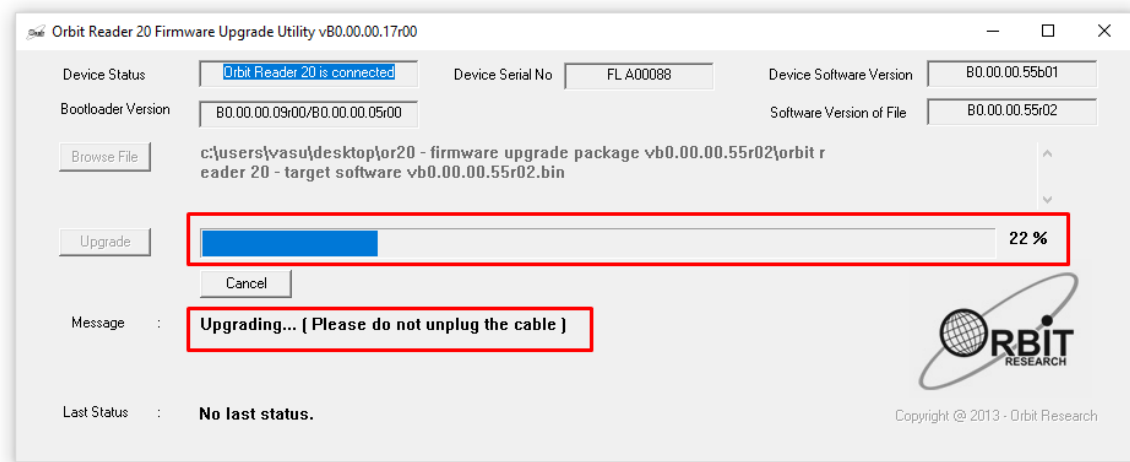 Orbit Reader 20 Firmware Upgrade Utility vB0.00.00.17r00
Device Status Orbit Reader 20 is connected Device Serial No FL A00088 Device Software Version B0.00.00.55b01
Bootloader Version B0.00.00.09r00/B0.00.00.05r00 Software Version of File B0.00.00.55r02
Browse File c:\users\vasu\desktop\or20 - firmware upgrade package vb0.00.00.55r02\orbit r
eader 20 - target software vb0.00.00.55r02.bin
Upgrade 22 %
Cancel
Message : Upgrading... ( Please do not unplug the cable )
ORBIT
RESEARCH
Last Status : No last status.
Copyright @ 2013 - Orbit Research